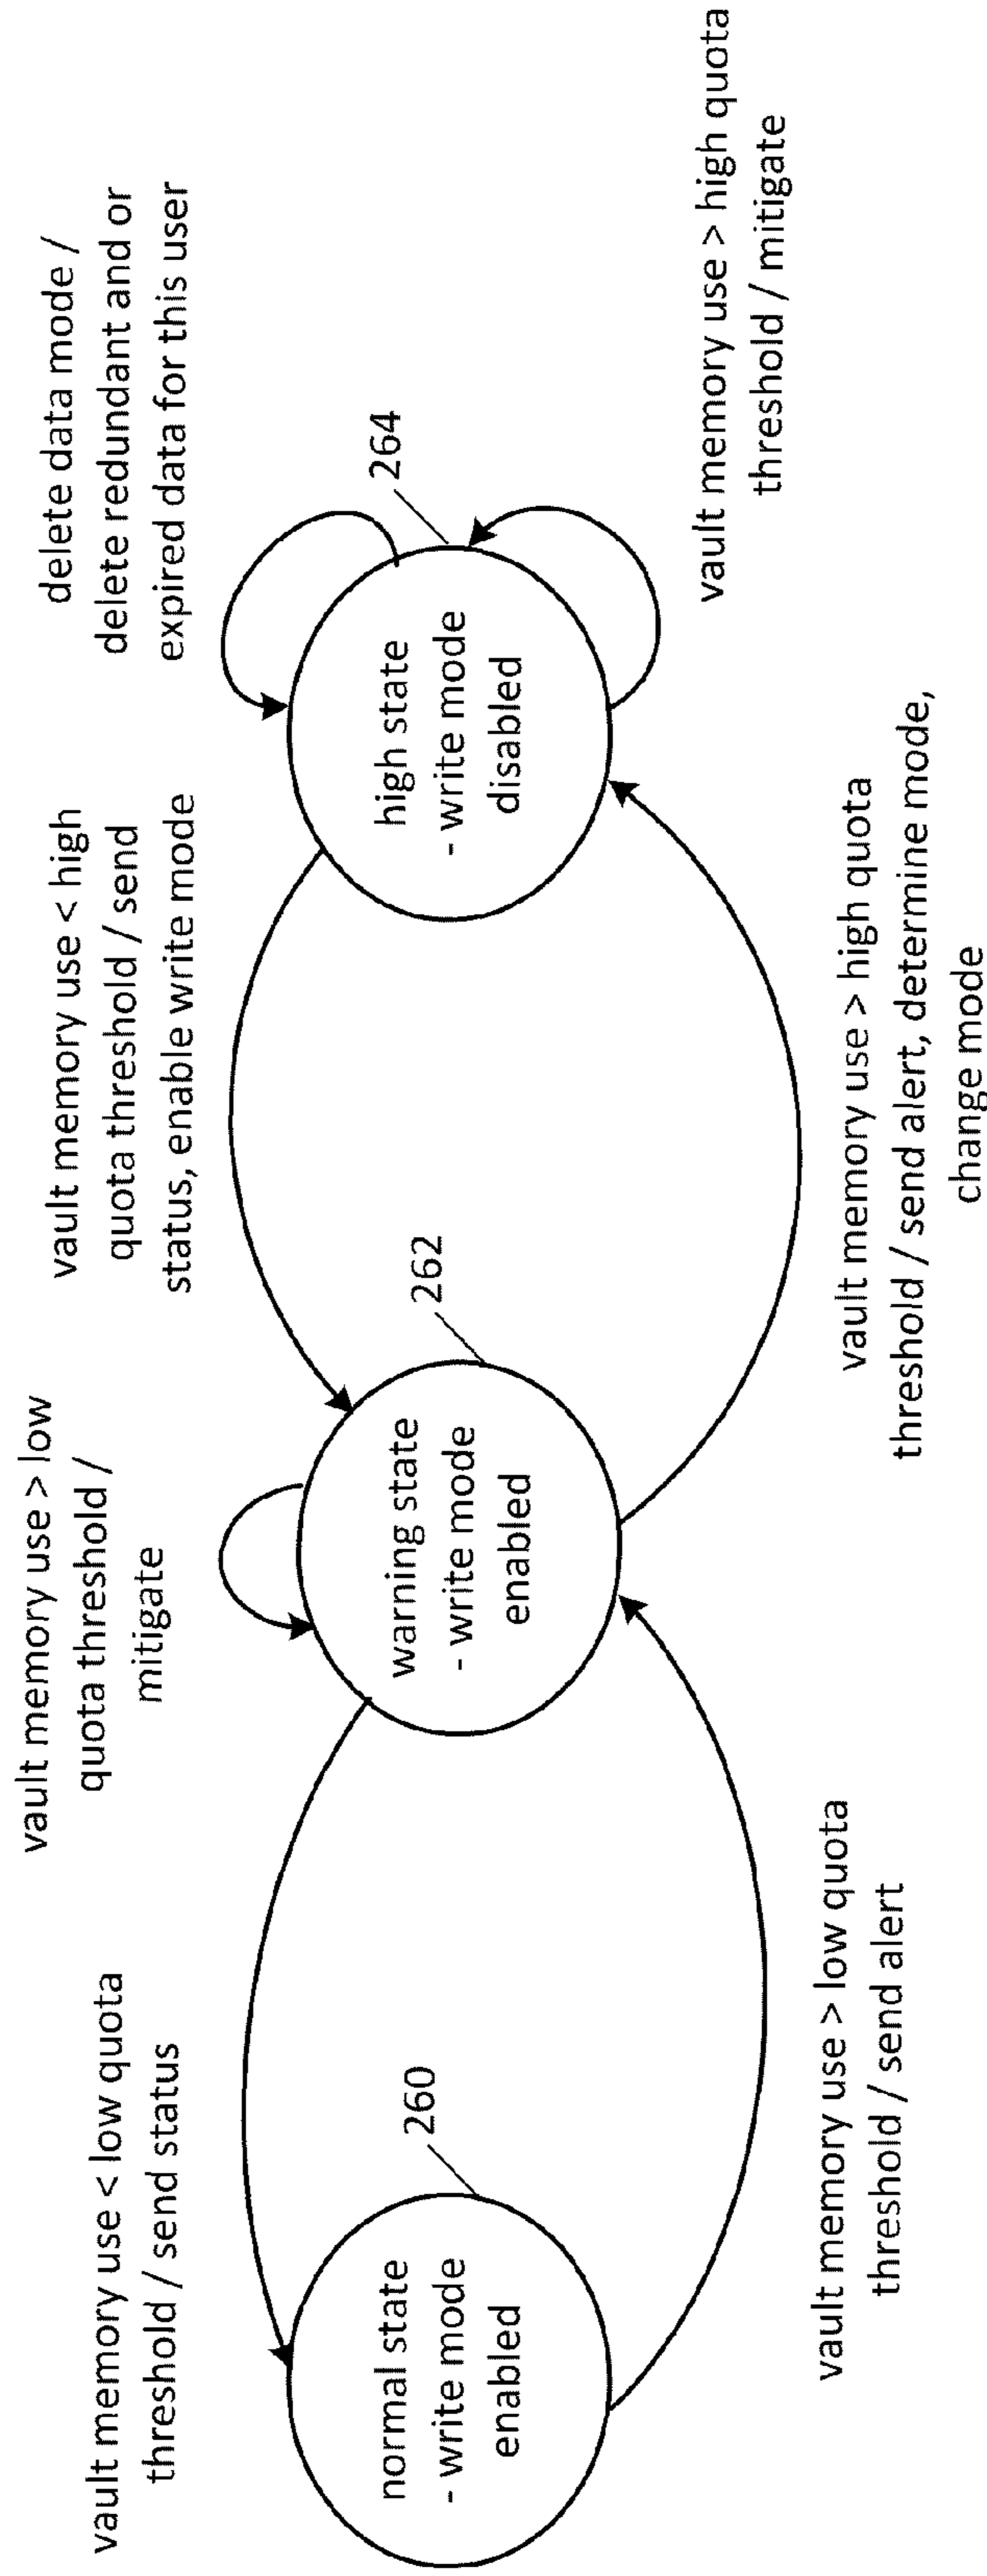 vault memory use < low quota
threshold / send status
vault memory use > low
quota threshold /
mitigate
vault memory use < high
quota threshold / send
status, enable write mode
delete data mode /
delete redundant and or
expired data for this user
260
normal state
- write mode
enabled
262
warning state
- write mode
enabled
264
high state
- write mode
disabled
vault memory use > low quota
threshold / send alert
vault memory use > high quota
threshold / send alert, determine mode,
change mode
vault memory use > high quota
threshold / mitigate